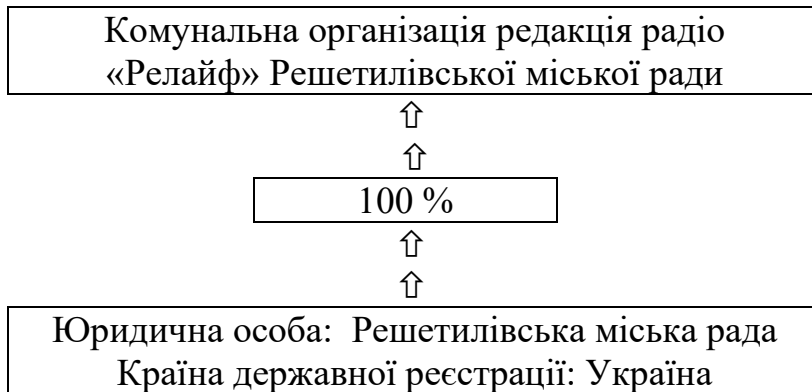 Комунальна організація редакція радіо
«Релайф» Решетилівської міської ради
⇧
⇧
100 %
⇧
⇧
Юридична особа: Решетилівська міська рада
Країна державної реєстрації: Україна